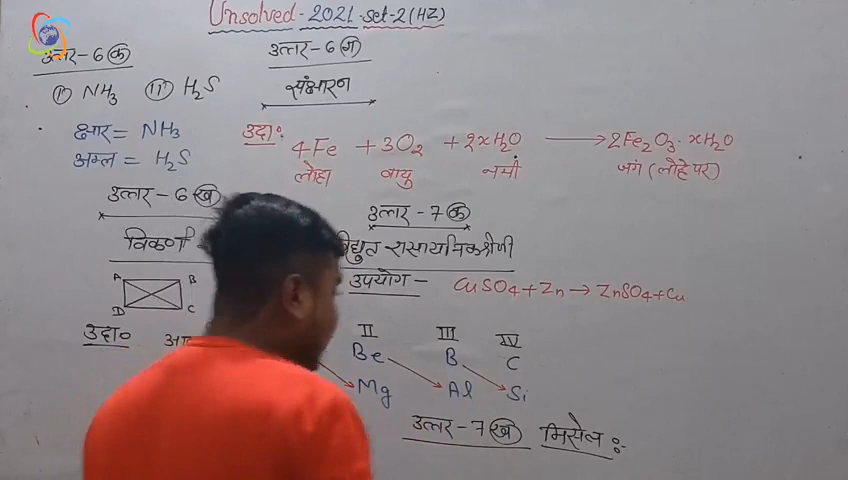 Unsolved-2021-set-2(HZ)
उत्तर-6(क)
(i) NH3 (ii) H2S
क्षार = NH3
अम्ल = H2S
उत्तर-6(ग)
संक्षारण
उदा: 4Fe + 3O2 + 2xH2O → 2Fe2O3·xH2O
लोहा वायु नमी जंग (लोहे पर)
उत्तर-6(ख)
विकर्ण
A B
D C
उदा०
II III IV
Be B C
Mg Al Si
उत्तर-7(क)
विद्युत रासायनिक श्रेणी
उपयोग- CuSO4+Zn → ZnSO4+Cu
उत्तर-7(ख) मिसेल :-